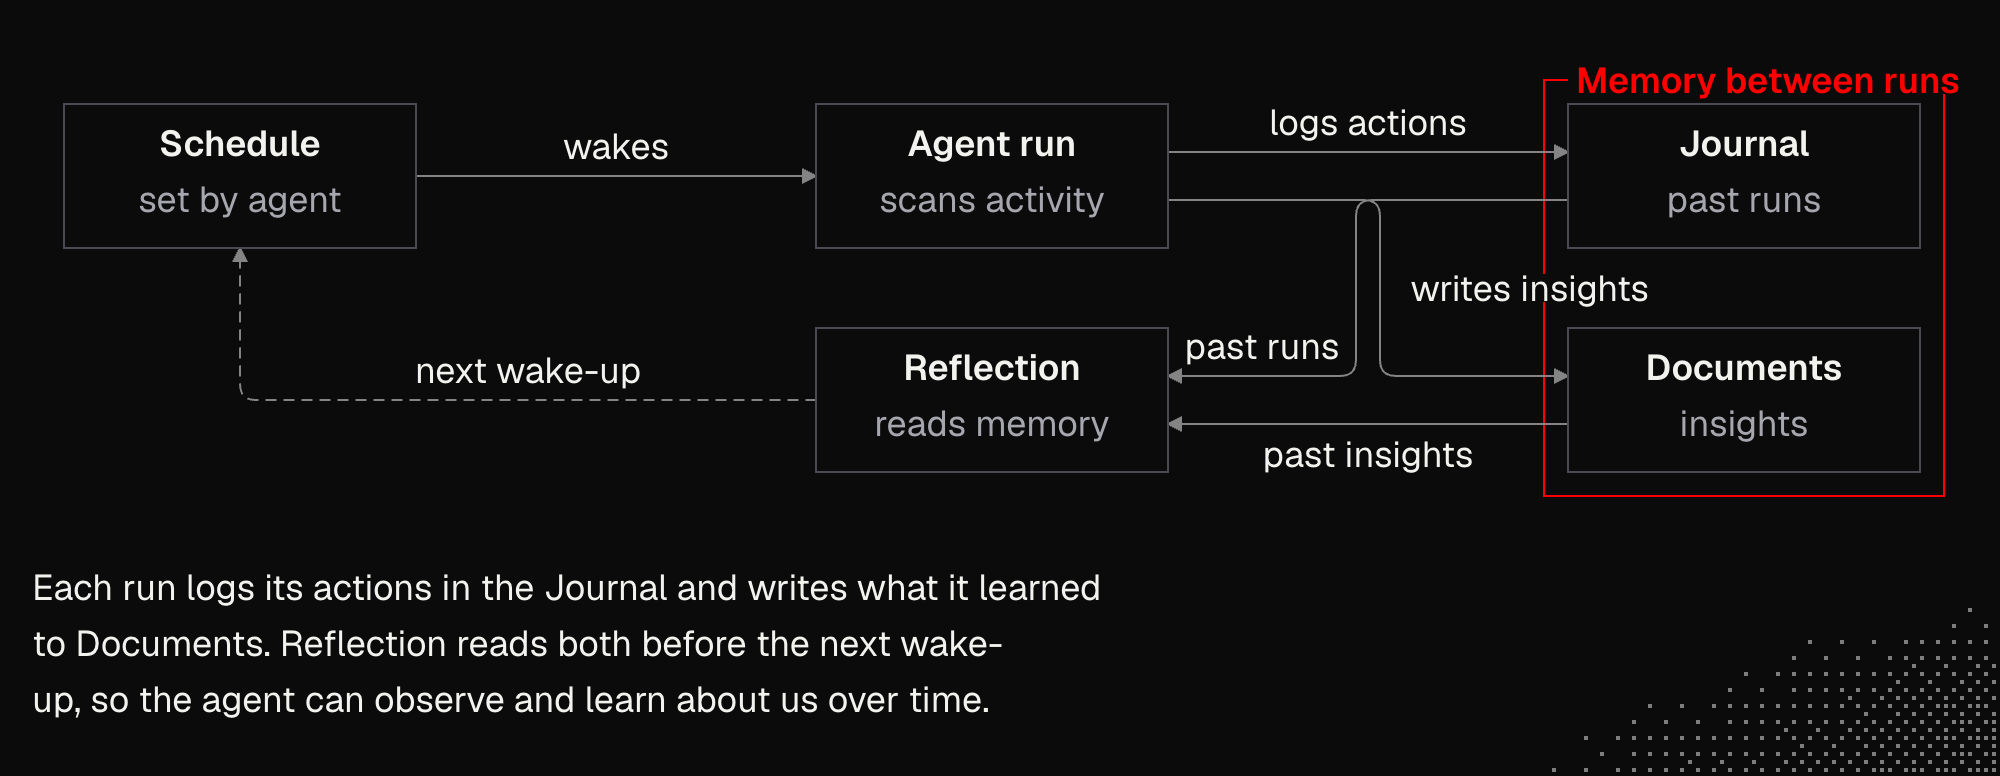 Memory between runs
Schedule
set by agent
wakes
Agent run
scans activity
logs actions
Journal
past runs
writes insights
next wake-up
Reflection
reads memory
past runs
past insights
Documents
insights
Each run logs its actions in the Journal and writes what it learned
to Documents. Reflection reads both before the next wake-
up, so the agent can observe and learn about us over time.